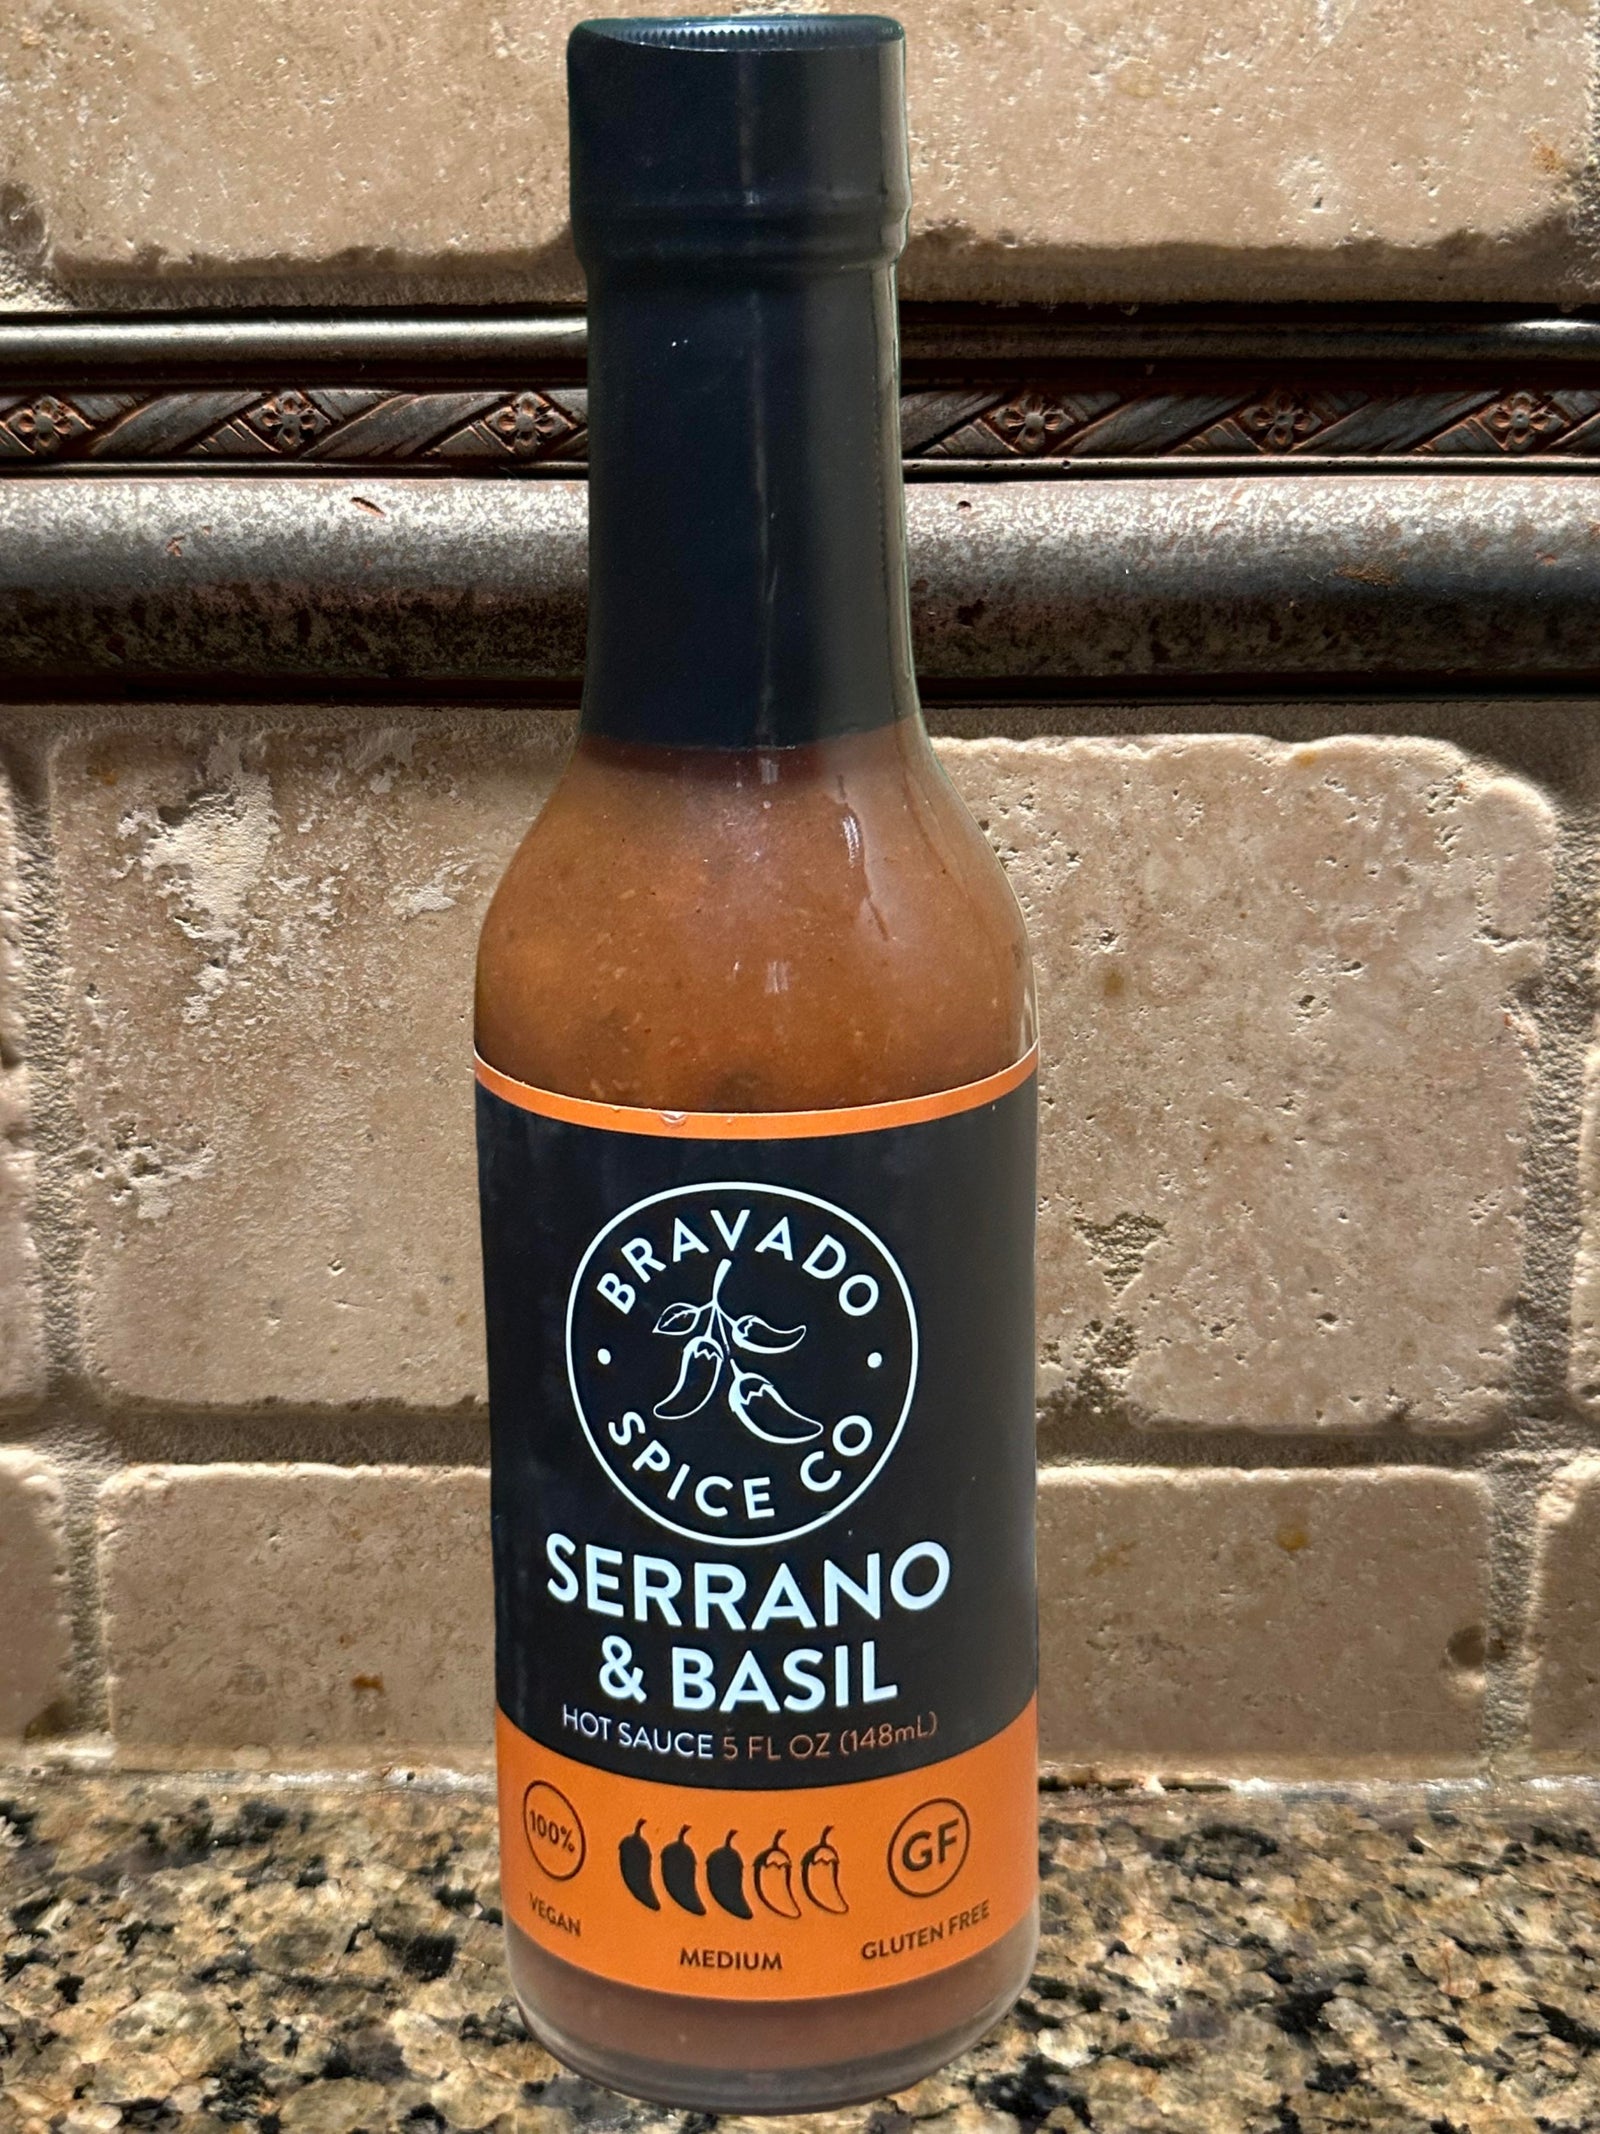 BRAVADO
SPICE CO
SERRANO
& BASIL
HOT SAUCE 5 FL OZ (148mL)
100%
VEGAN
MEDIUM
GF
GLUTEN FREE